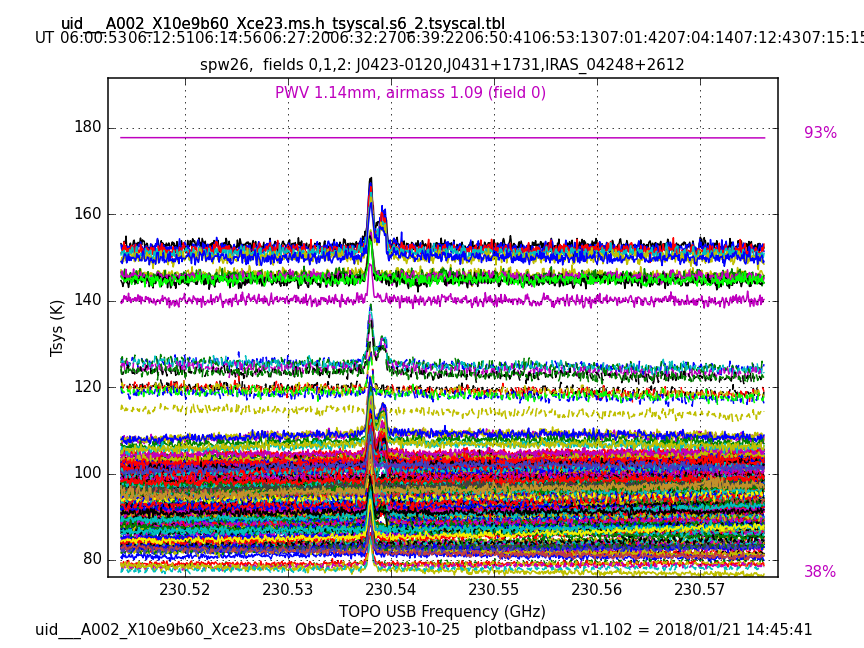 uid___A002_X10e9b60_Xce23.ms.h_tsyscal.s6_2.tsyscal.tbl
UT 06:00:53 06:12:51 06:14:56 06:27:20 06:32:27 06:39:22 06:50:41 06:53:13 07:01:42 07:04:14 07:12:43 07:15:15
spw26, fields 0,1,2: J0423-0120,J0431+1731,IRAS_04248+2612
PWV 1.14mm, airmass 1.09 (field 0)
180
93%
160
140
Tsys (K)
120
100
80
38%
230.52 230.53 230.54 230.55 230.56 230.57
TOPO USB Frequency (GHz)
uid___A002_X10e9b60_Xce23.ms ObsDate=2023-10-25 plotbandpass v1.102 = 2018/01/21 14:45:41